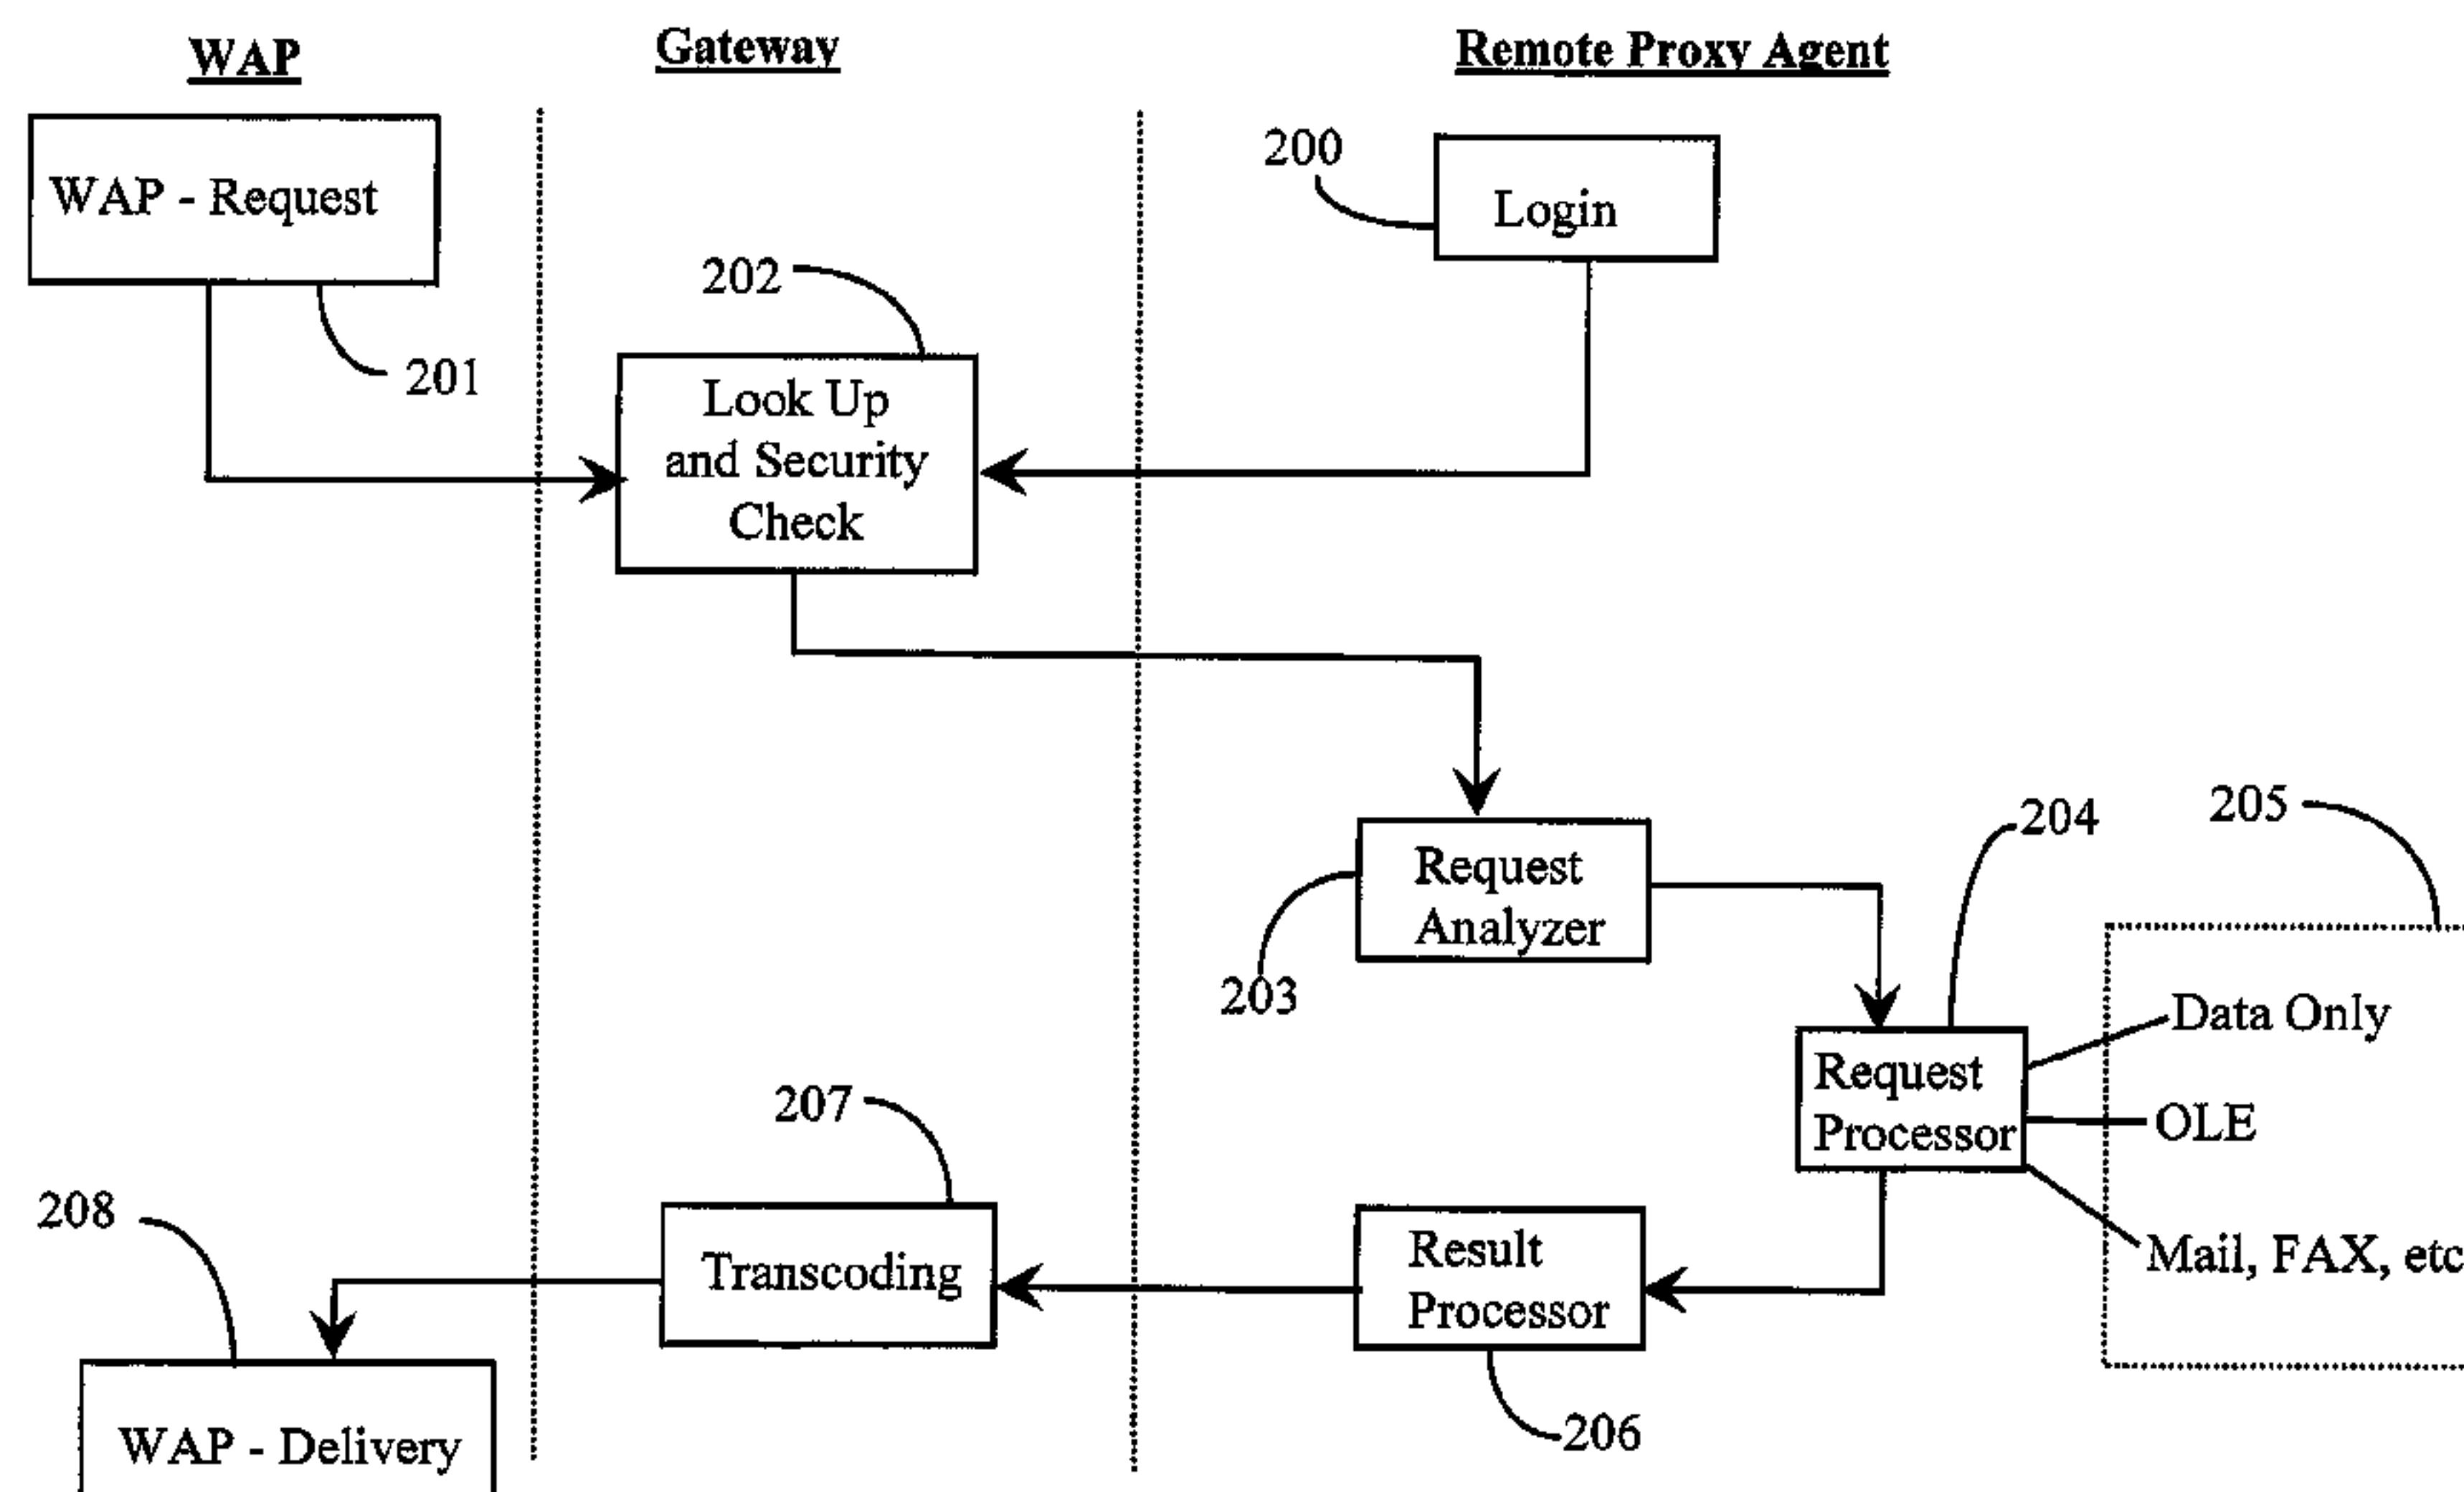 WAP
Gateway
Remote Proxy Agent
WAP - Request
200
Login
202
201
Look Up
and Security
Check
204
205
Request
Analyzer
203
Data Only
Request
Processor
OLE
207
208
Transcoding
Result
Processor
Mail, FAX, etc
206
WAP - Delivery